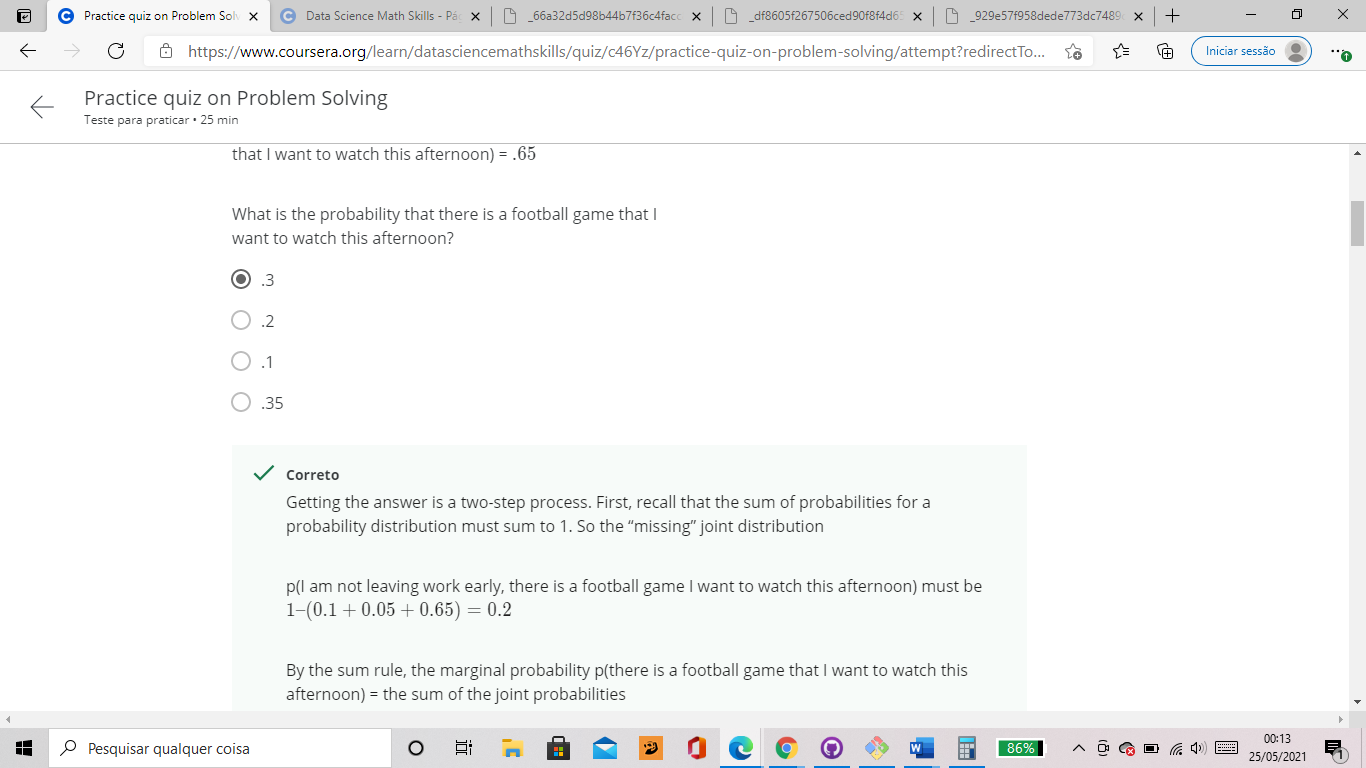 Practice quiz on Problem Solv
Data Science Math Skills - Pá
_66a32d5d98b44b7f36c4facc
_df8605f267506ced90f8f4d65
_929e57f958dede773dc7489
https://www.coursera.org/learn/datasciencemathskills/quiz/c46Yz/practice-quiz-on-problem-solving/attempt?redirectTo...
Iniciar sessão
Practice quiz on Problem Solving
Teste para praticar • 25 min
that I want to watch this afternoon) = .65
What is the probability that there is a football game that I
want to watch this afternoon?
.3
.2
.1
.35
Correto
Getting the answer is a two-step process. First, recall that the sum of probabilities for a
probability distribution must sum to 1. So the “missing” joint distribution
p(I am not leaving work early, there is a football game I want to watch this afternoon) must be
1–(0.1 + 0.05 + 0.65) = 0.2
By the sum rule, the marginal probability p(there is a football game that I want to watch this
afternoon) = the sum of the joint probabilities
Pesquisar qualquer coisa
86%
00:13
25/05/2021
1